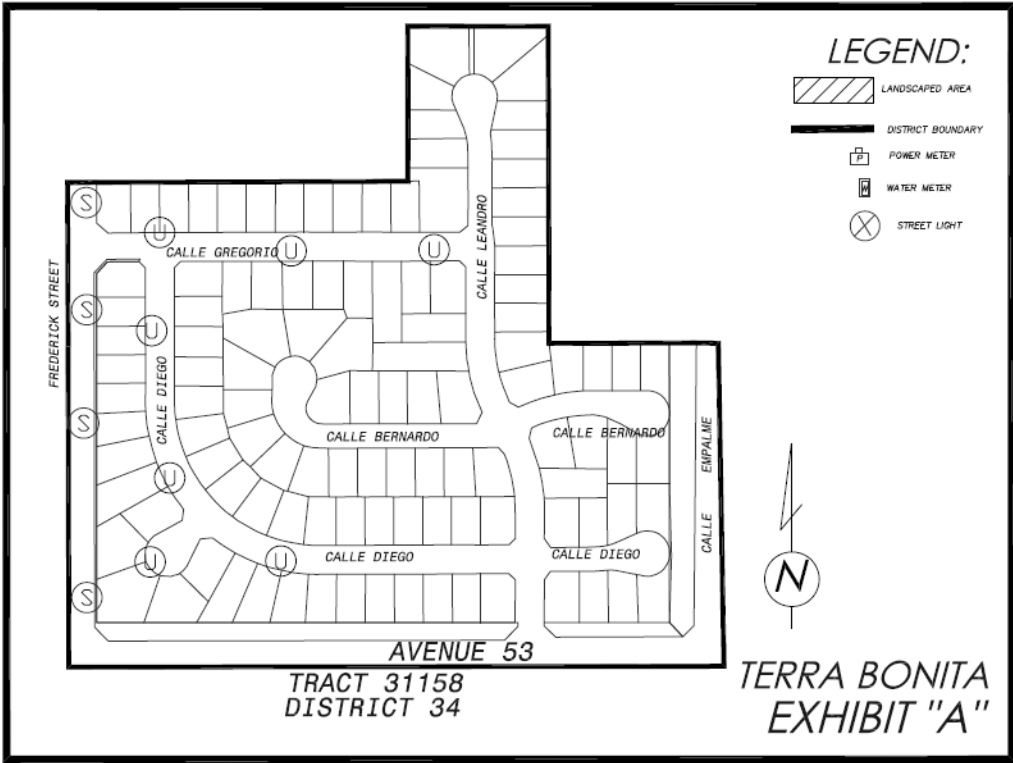 LEGEND:
LANDSCAPED AREA
DISTRICT BOUNDARY
P
POWER METER
W
WATER METER
X
STREET LIGHT
S
U
CALLE GREGORIO
U
U
CALLE LEANDRO
FREDERICK STREET
S
U
CALLE DIEGO
S
CALLE BERNARDO
CALLE BERNARDO
CALLE EMPALME
U
U
U
CALLE DIEGO
CALLE DIEGO
S
N
AVENUE 53
TRACT 31158
DISTRICT 34
TERRA BONITA
EXHIBIT "A"